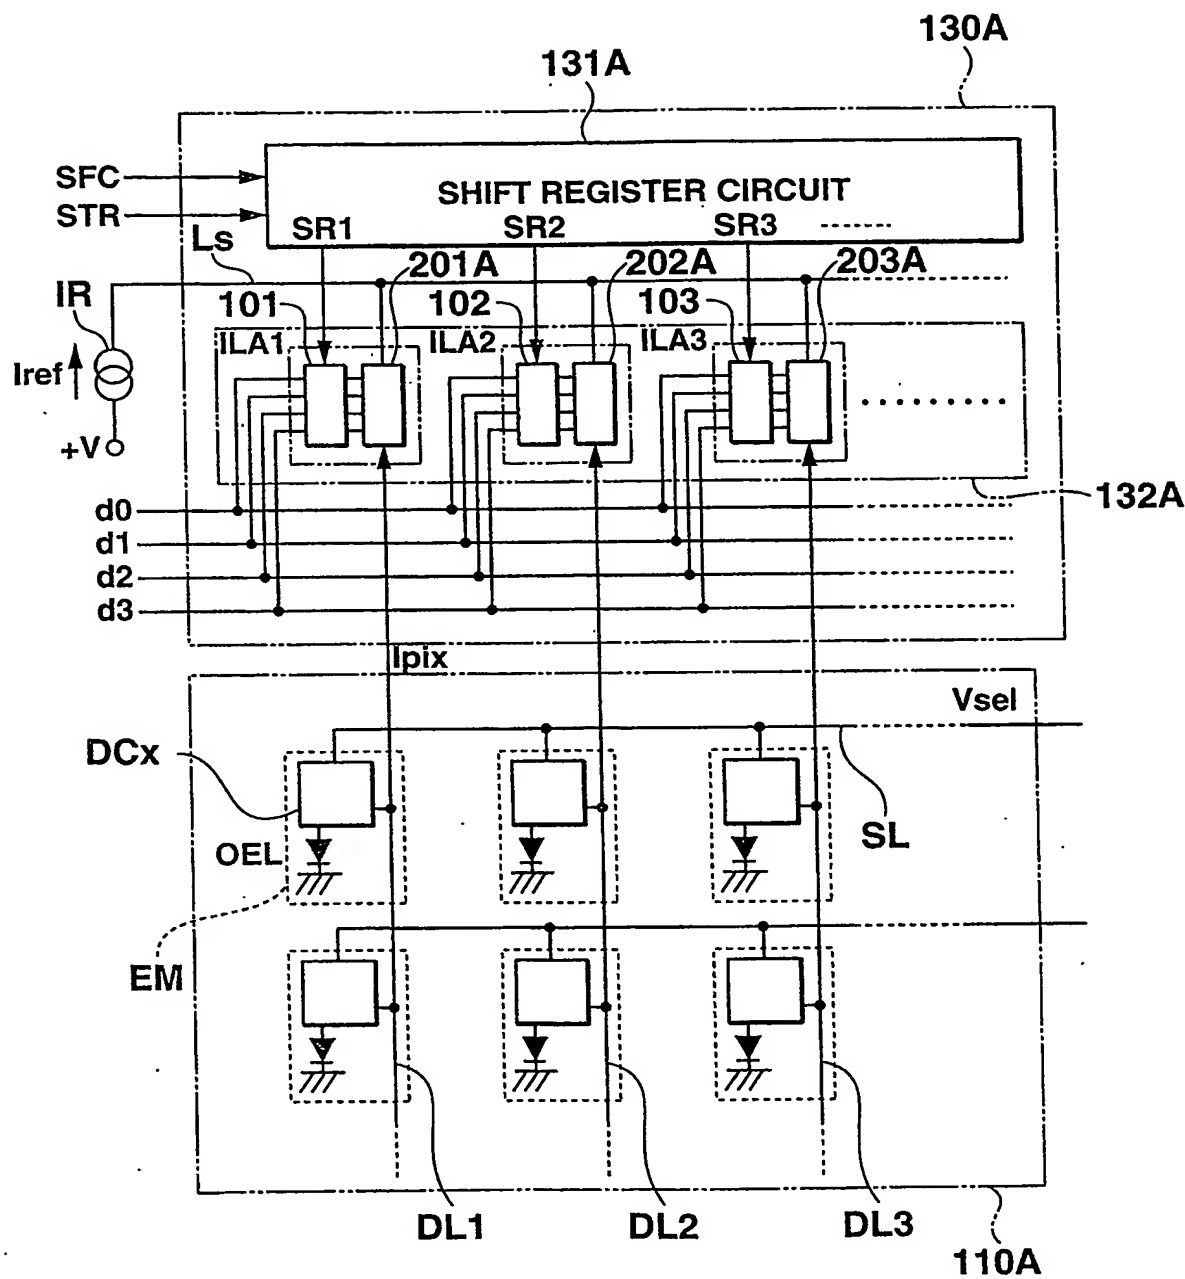 130A
131A
SFC
SHIFT REGISTER CIRCUIT
STR
SR1
SR2
SR3
Ls
201A
202A
203A
IR
101
102
103
ILA1
ILA2
ILA3
Iref
+V
132A
d0
d1
d2
d3
Ipix
Vsel
DCx
OEL
SL
EM
DL1
DL2
DL3
110A